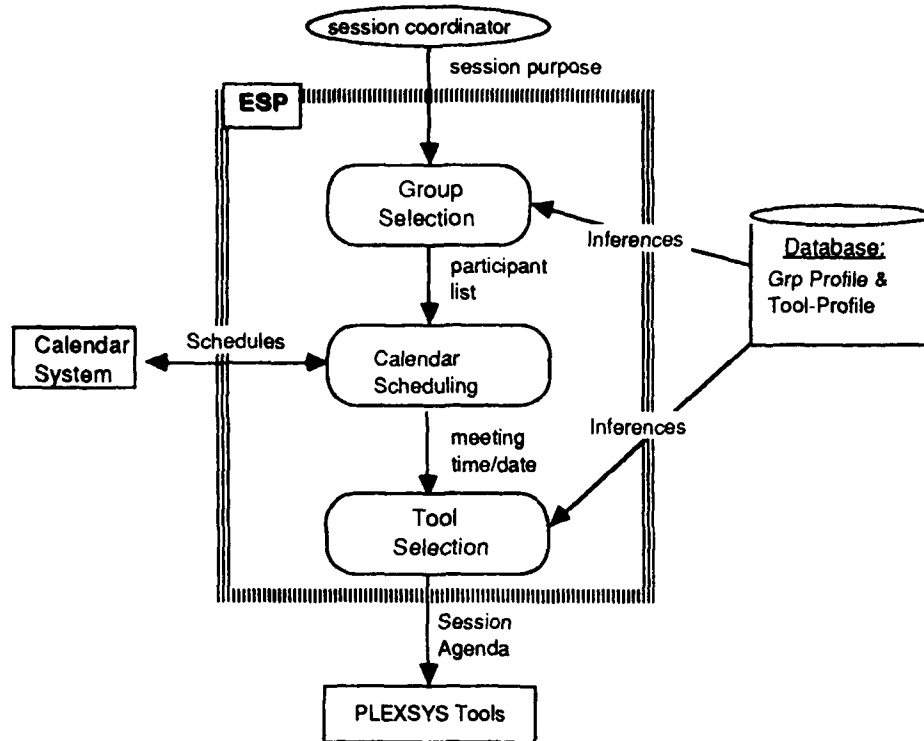 session coordinator
session purpose
ESP
Group
Selection
Inferences
Database:
Grp Profile &
Tool-Profile
participant
list
Calendar
System
Schedules
Calendar
Scheduling
Inferences
meeting
time/date
Tool
Selection
Session
Agenda
PLEXSYS Tools